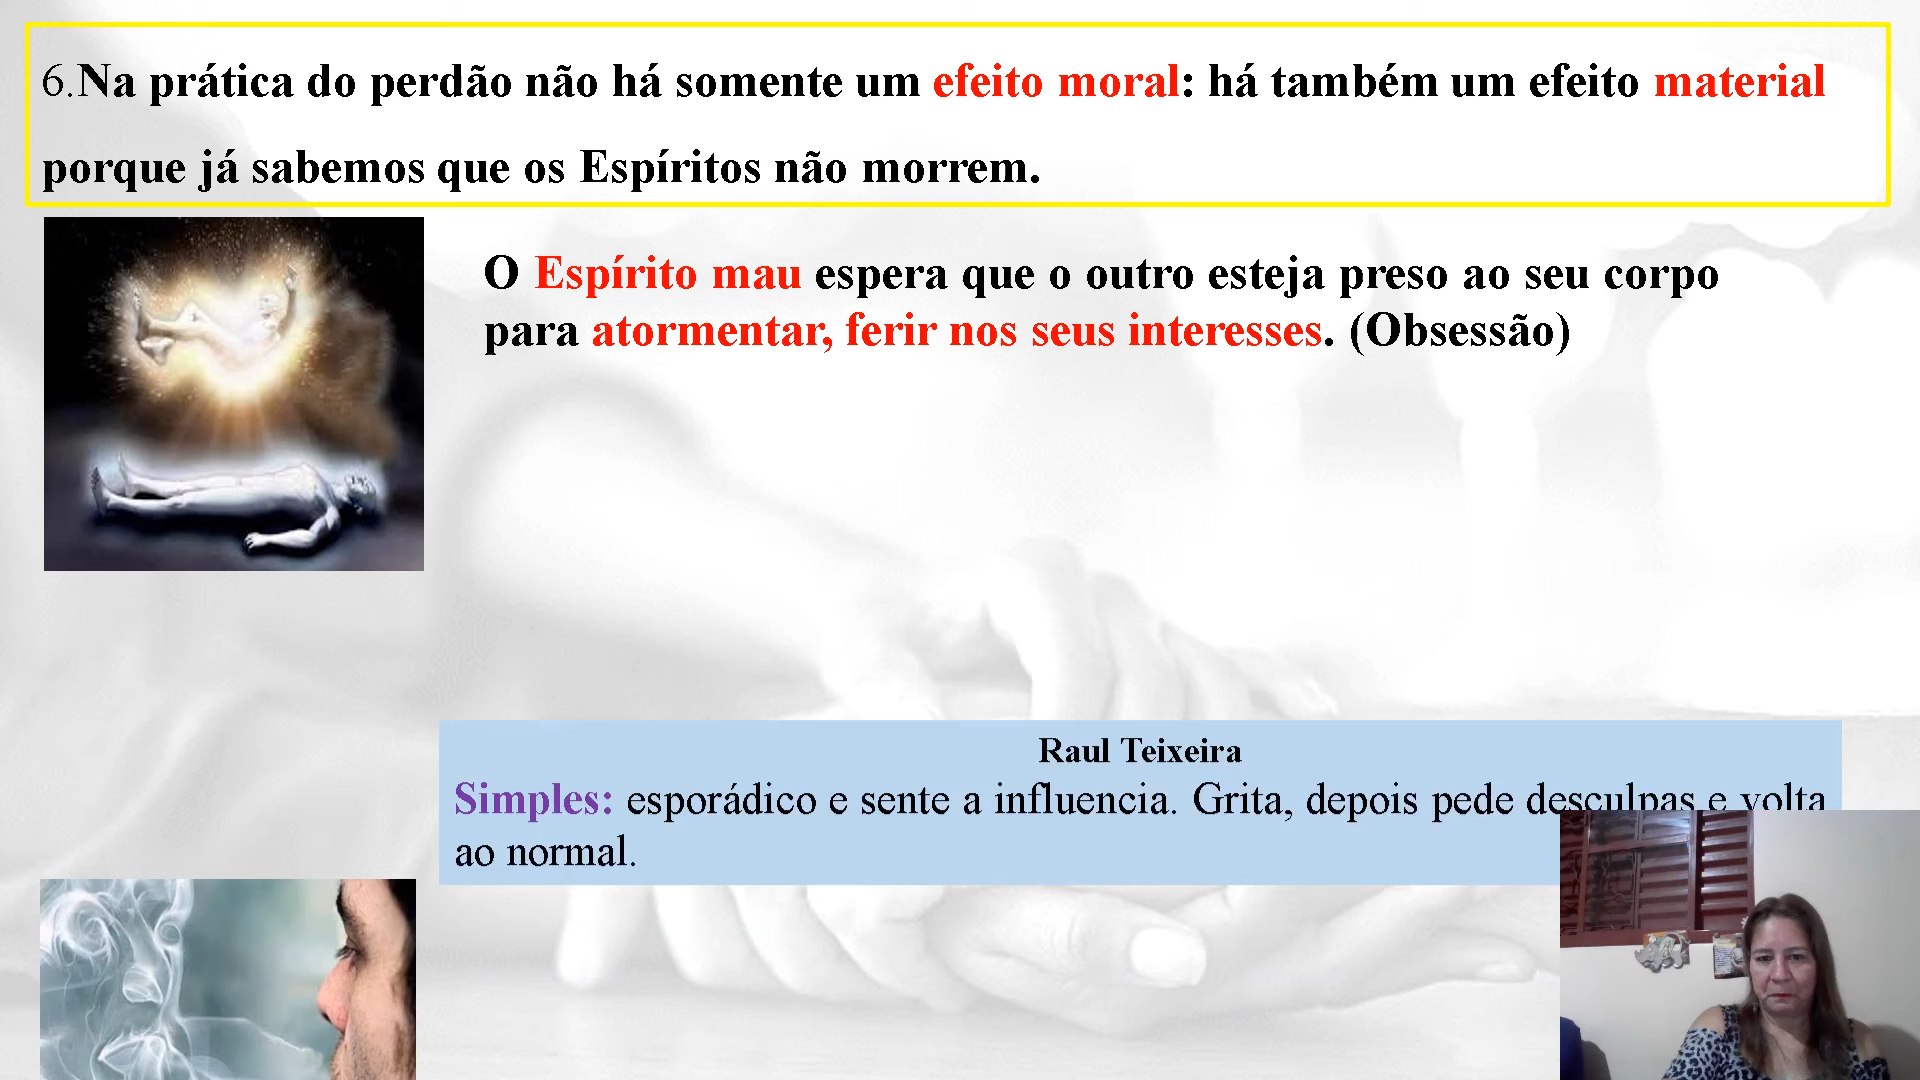 6.Na prática do perdão não há somente um efeito moral: há também um efeito material
porque já sabemos que os Espíritos não morrem.
O Espírito mau espera que o outro esteja preso ao seu corpo
para atormentar, ferir nos seus interesses. (Obsessão)
Raul Teixeira
Simples: esporádico e sente a influencia. Grita, depois pede desculpas e volta
ao normal.